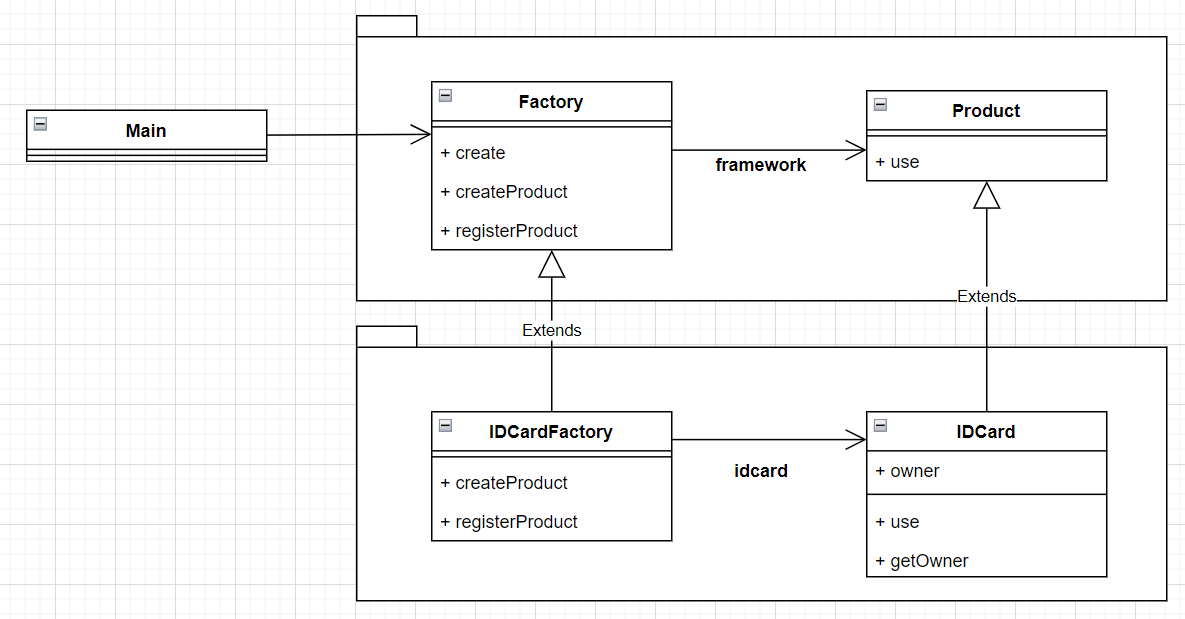 Main
Factory
+ create
+ createProduct
+ registerProduct
framework
Product
+ use
Extends
Extends
IDCardFactory
+ createProduct
+ registerProduct
idcard
IDCard
+ owner
+ use
+ getOwner